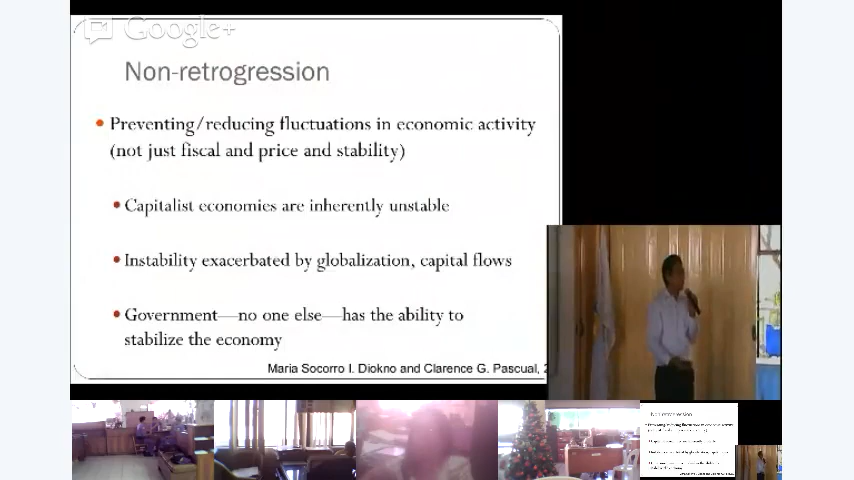 Google+
Non-retrogression
• Preventing/reducing fluctuations in economic activity
(not just fiscal and price and stability)
• Capitalist economies are inherently unstable
• Instability exacerbated by globalization, capital flows
• Government—no one else—has the ability to
stabilize the economy
Maria Socorro I. Diokno and Clarence G. Pascual, 2
Non-retrogression